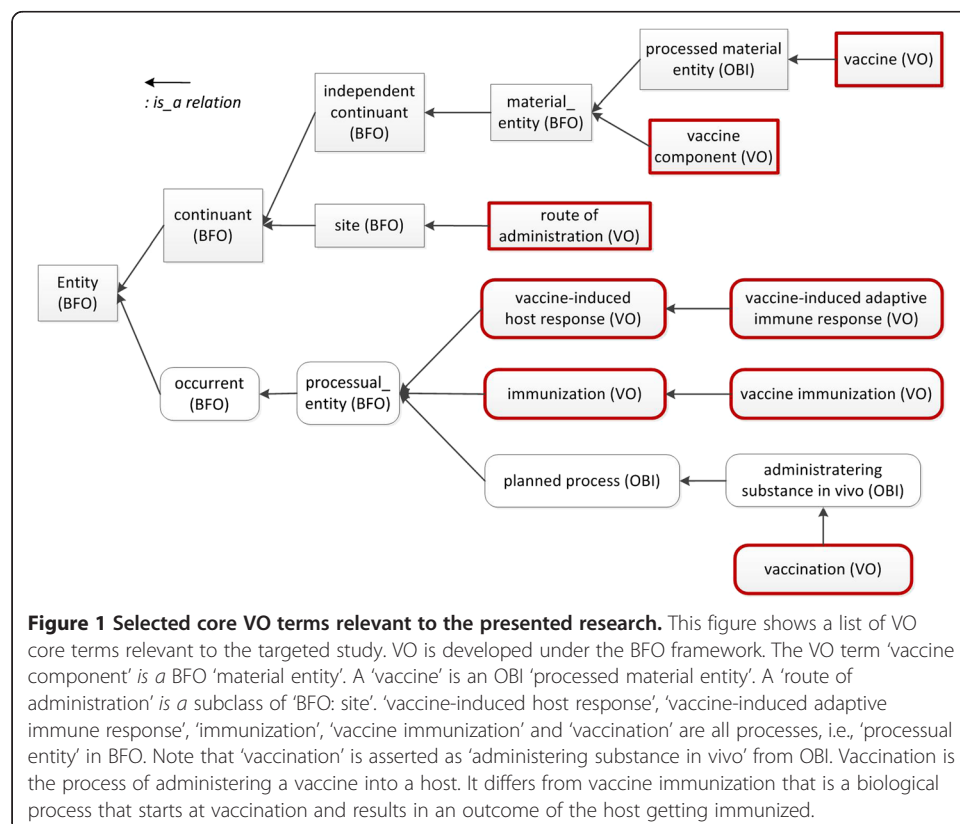 processed material
entity (OBI)
vaccine (VO)
: is_a relation
independent
continuant
(BFO)
material_
entity (BFO)
vaccine
component (VO)
continuant
(BFO)
site (BFO)
route of
administration (VO)
Entity
(BFO)
vaccine-induced
host response (VO)
vaccine-induced adaptive
immune response (VO)
occurrent
(BFO)
processual_
entity (BFO)
immunization (VO)
vaccine immunization (VO)
planned process (OBI)
administratering
substance in vivo (OBI)
vaccination (VO)
Figure 1 Selected core VO terms relevant to the presented research. This figure shows a list of VO
core terms relevant to the targeted study. VO is developed under the BFO framework. The VO term ‘vaccine
component’ is a BFO ‘material entity’. A ‘vaccine’ is an OBI ‘processed material entity’. A ‘route of
administration’ is a subclass of ‘BFO: site’. ‘vaccine-induced host response’, ‘vaccine-induced adaptive
immune response’, ‘immunization’, ‘vaccine immunization’ and ‘vaccination’ are all processes, i.e., ‘processual
entity’ in BFO. Note that ‘vaccination’ is asserted as ‘administering substance in vivo’ from OBI. Vaccination is
the process of administering a vaccine into a host. It differs from vaccine immunization that is a biological
process that starts at vaccination and results in an outcome of the host getting immunized.